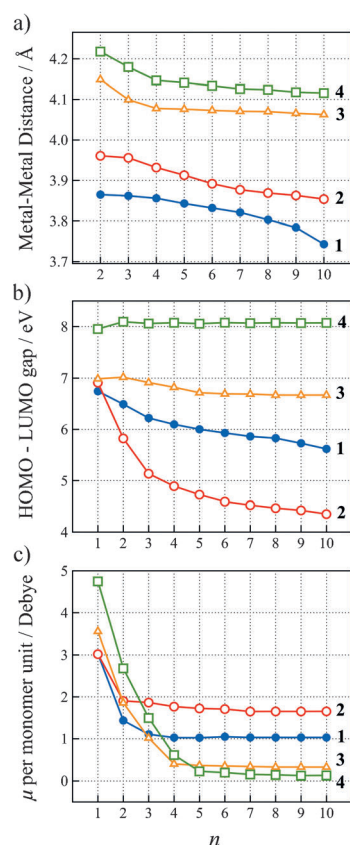 a)
Metal-Metal Distance / Å
4.2
4.1
4.0
3.9
3.8
3.7
4
3
2
1
2 3 4 5 6 7 8 9 10
b)
HOMO - LUMO gap / eV
8
7
6
5
4
4
3
1
2
1 2 3 4 5 6 7 8 9 10
c)
μ per monomer unit / Debye
5
4
3
2
1
0
2
1
3
4
1 2 3 4 5 6 7 8 9 10
n